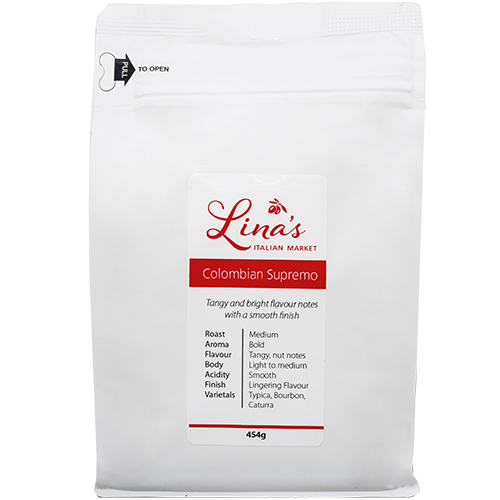 PULL TO OPEN
Lina's
ITALIAN MARKET
Colombian Supremo
Tangy and bright flavour notes
with a smooth finish
Roast Medium
Aroma Bold
Flavour Tangy, nut notes
Body Light to medium
Acidity Smooth
Finish Lingering Flavour
Varietals Typica, Bourbon,
Caturra
454g